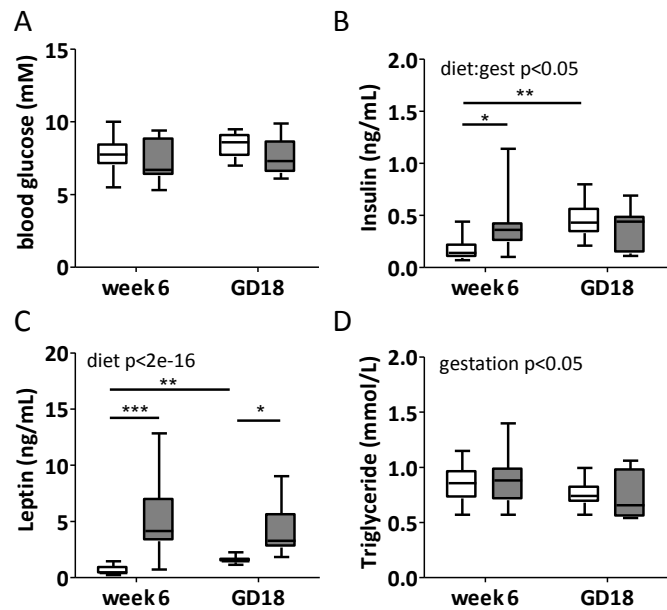 A
blood glucose (mM)
15
10
5
0
week 6
GD18
B
diet:gest p<0.05
Insulin (ng/mL)
2.0
1.5
1.0
0.5
0.0
**
*
week 6
GD18
C
diet p<2e-16
Leptin (ng/mL)
20
15
10
5
0
**
***
*
week 6
GD18
D
gestation p<0.05
Triglyceride (mmol/L)
2.0
1.5
1.0
0.5
0.0
week 6
GD18